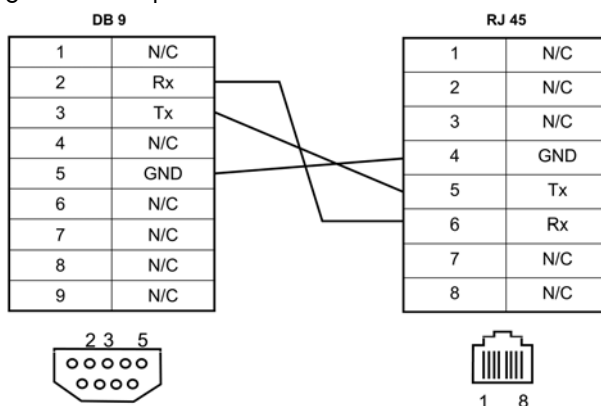 DB 9
1 N/C
2 Rx
3 Tx
4 N/C
5 GND
6 N/C
7 N/C
8 N/C
9 N/C
2 3 5
RJ 45
1 N/C
2 N/C
3 N/C
4 GND
5 Tx
6 Rx
7 N/C
8 N/C
1 8